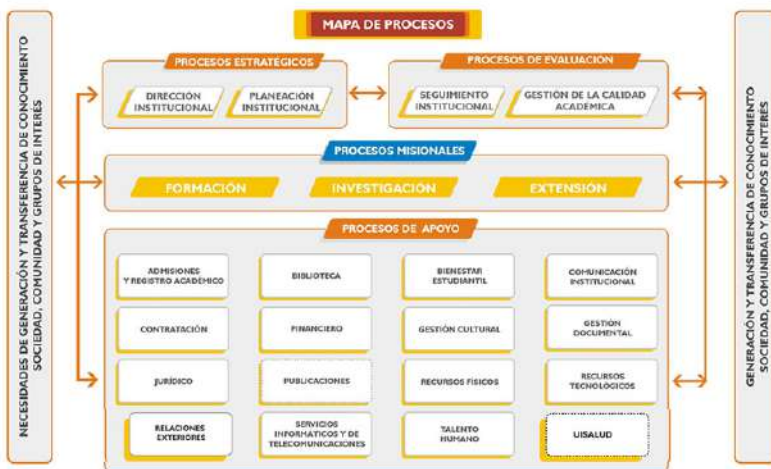 MAPA DE PROCESOS
NECESIDADES DE GENERACIÓN Y TRANSFERENCIA DE CONOCIMIENTO
SOCIEDAD, COMUNIDAD Y GRUPOS DE INTERÉS
PROCESOS ESTRATÉGICOS
DIRECCIÓN
INSTITUCIONAL
PLANEACIÓN
INSTITUCIONAL
PROCESOS DE EVALUACIÓN
SEGUIMIENTO
INSTITUCIONAL
GESTIÓN DE LA CALIDAD
ACADÉMICA
PROCESOS MISIONALES
FORMACIÓN
INVESTIGACIÓN
EXTENSIÓN
PROCESOS DE APOYO
ADMISIONES
Y REGISTRO ACADÉMICO
BIBLIOTECA
BIENESTAR
ESTUDIANTIL
COMUNICACIÓN
INSTITUCIONAL
CONTRATACIÓN
FINANCIERO
GESTIÓN CULTURAL
GESTIÓN
DOCUMENTAL
JURÍDICO
PUBLICACIONES
RECURSOS FÍSICOS
RECURSOS
TECNOLÓGICOS
RELACIONES
EXTERIORES
SERVICIOS
INFORMÁTICOS Y DE
TELECOMUNICACIONES
TALENTO
HUMANO
UISALUD
GENERACIÓN Y TRANSFERENCIA DE CONOCIMIENTO
SOCIEDAD, COMUNIDAD Y GRUPOS DE INTERÉS